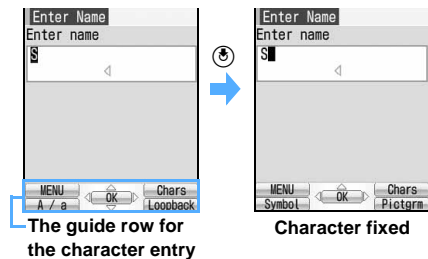 Enter Name
Enter name
S
MENU
OK
Chars
A / a
Loopback
The guide row for
the character entry
Enter Name
Enter name
S
MENU
OK
Chars
Symbol
Pictgrm
Character fixed